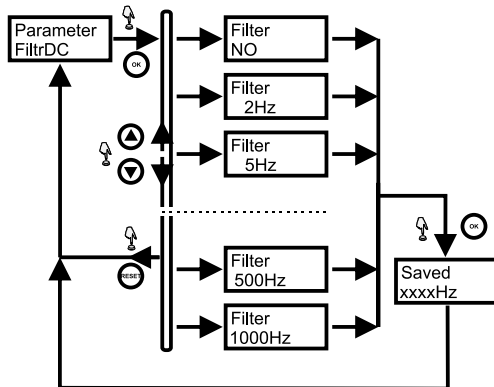 Parameter
FiltrDC
OK
Filter
NO
Filter
2Hz
Filter
5Hz
OK
RESET
Filter
500Hz
Saved
xxxxHz
Filter
1000Hz